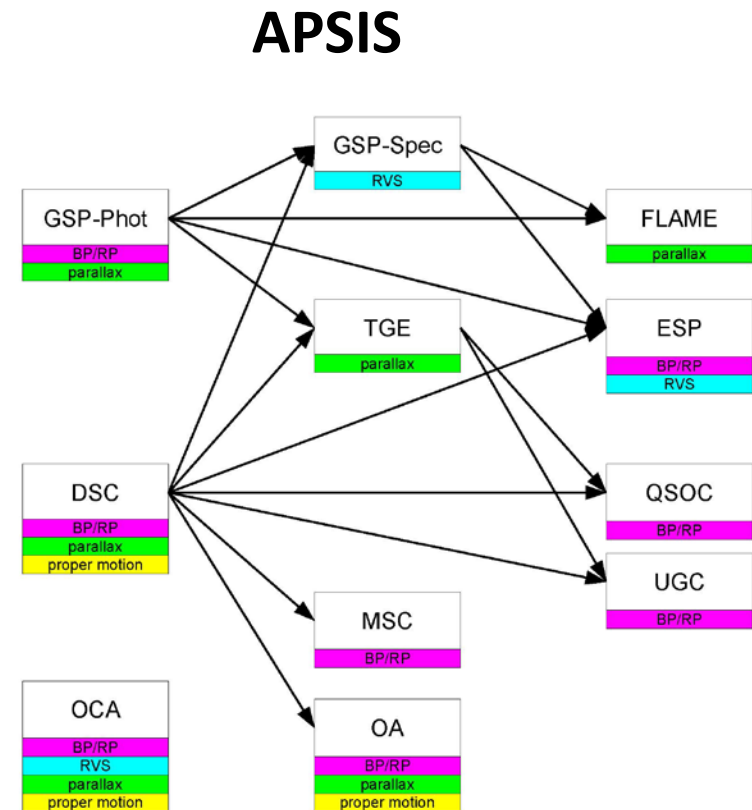 APSIS
GSP-Phot
BP/RP
parallax
DSC
BP/RP
parallax
proper motion
OCA
BP/RP
RVS
parallax
proper motion
GSP-Spec
RVS
TGE
parallax
MSC
BP/RP
OA
BP/RP
parallax
proper motion
FLAME
parallax
ESP
BP/RP
RVS
QSOC
BP/RP
UGC
BP/RP